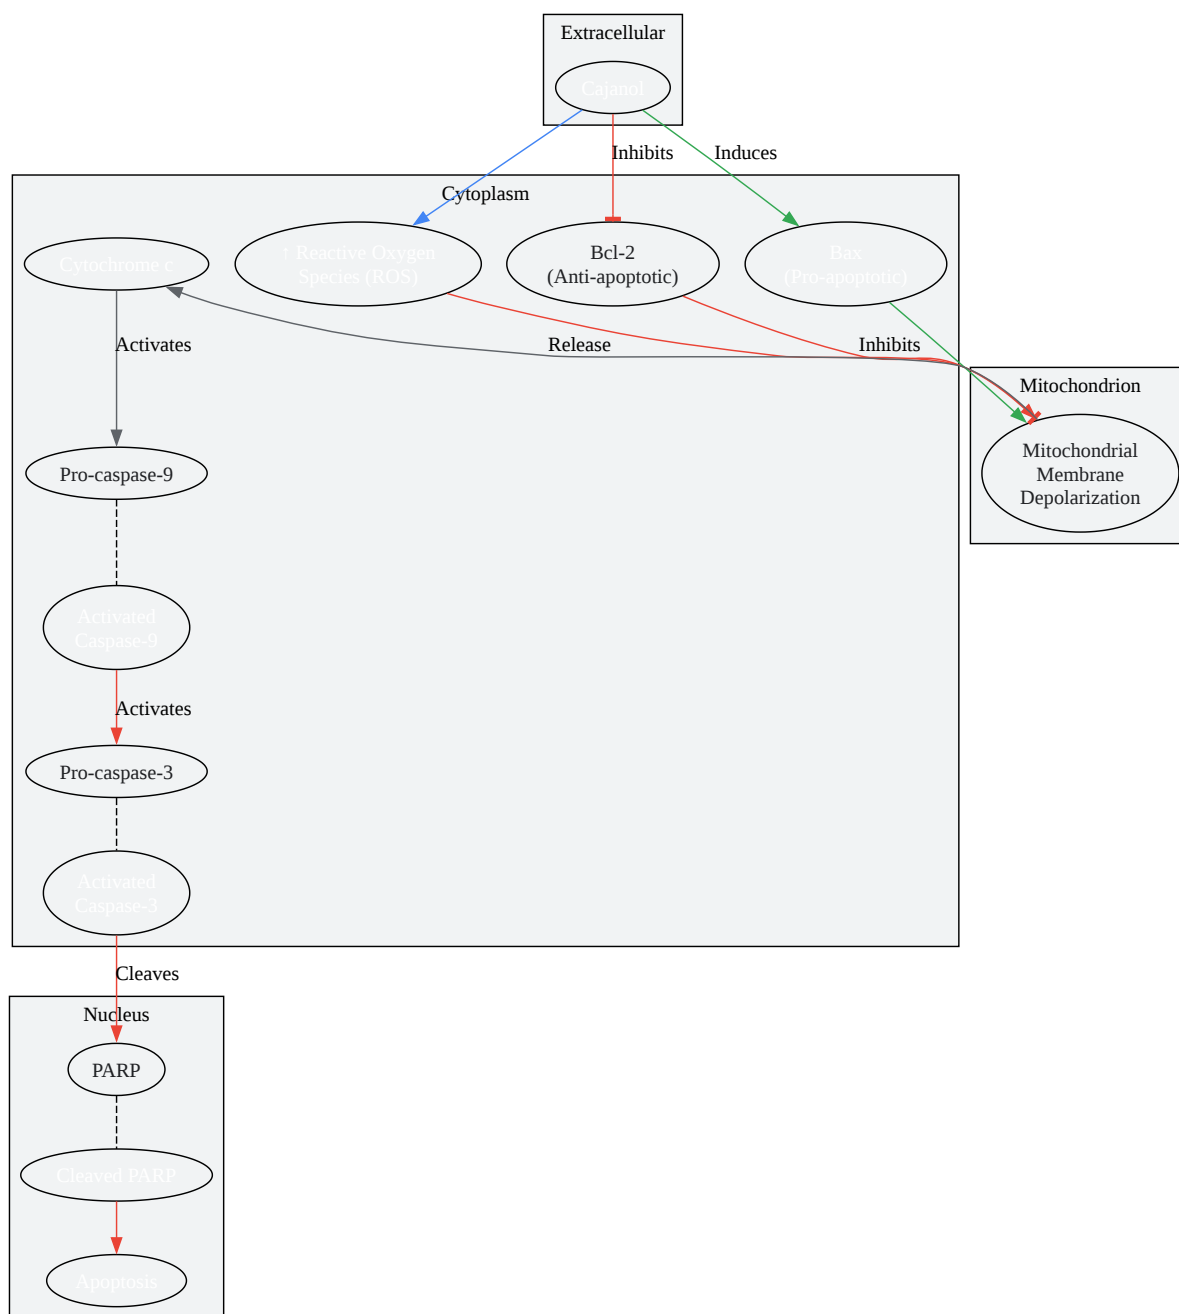 Extracellular
Cajanol
Inhibits
Induces
Cytoplasm
Cytochrome c
↑ Reactive Oxygen
Species (ROS)
Bcl-2
(Anti-apoptotic)
Bax
(Pro-apoptotic)
Activates
Release
Inhibits
Mitochondrion
Mitochondrial
Membrane
Depolarization
Pro-caspase-9
Activated
Caspase-9
Activates
Pro-caspase-3
Activated
Caspase-3
Cleaves
Nucleus
PARP
Cleaved PARP
Apoptosis